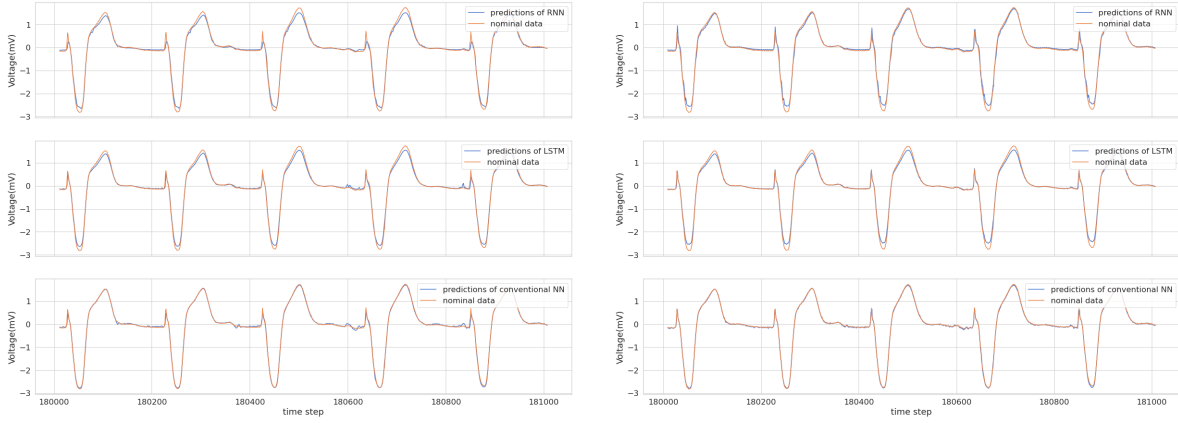 predictions of RNN
nominal data
1
0
−1
−2
−3
Voltage(mV)
predictions of LSTM
nominal data
1
0
−1
−2
−3
Voltage(mV)
predictions of conventional NN
nominal data
1
0
−1
−2
−3
Voltage(mV)
180000
180200
180400
180600
180800
181000
time step
predictions of RNN
nominal data
2
1
0
−1
−2
−3
Voltage(mV)
predictions of LSTM
nominal data
1
0
−1
−2
−3
Voltage(mV)
predictions of conventional NN
nominal data
1
0
−1
−2
−3
Voltage(mV)
180000
180200
180400
180600
180800
181000
time step